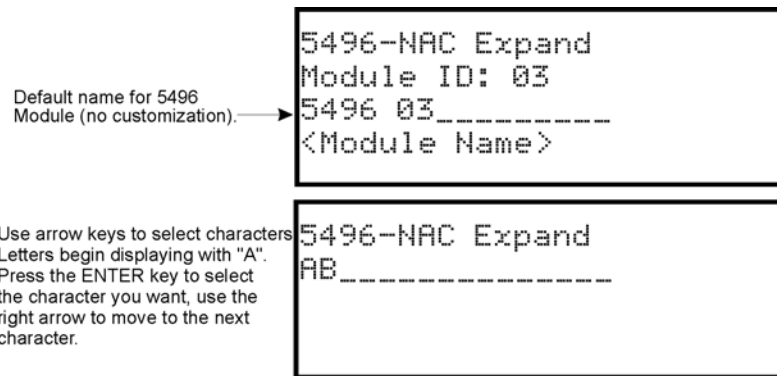 5496-NAC Expand
Module ID: 03
Default name for 5496
Module (no customization).
5496 03_________
<Module Name>
Use arrow keys to select characters
Letters begin displaying with "A".
Press the ENTER key to select
the character you want, use the
right arrow to move to the next
character.
5496-NAC Expand
AB______________